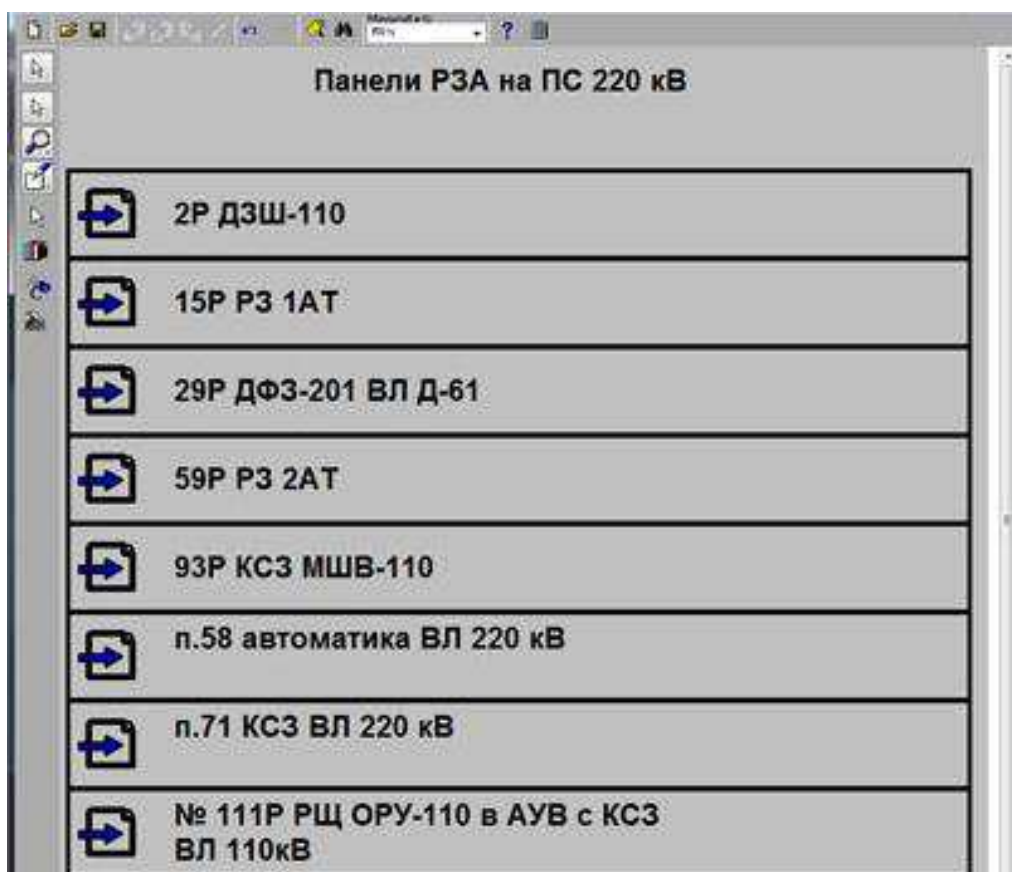 Панели РЗА на ПС 220 кВ
2Р ДЗШ-110
15Р РЗ 1АТ
29Р ДФЗ-201 ВЛ Д-61
59Р РЗ 2АТ
93Р КСЗ МШВ-110
п.58 автоматика ВЛ 220 кВ
п.71 КСЗ ВЛ 220 кВ
№ 111Р РЩ ОРУ-110 в АУВ с КСЗ
ВЛ 110кВ